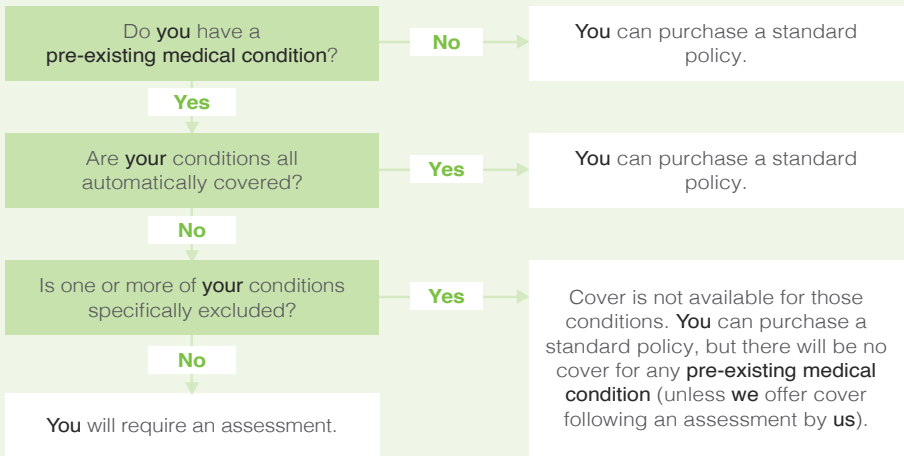 Do you have a
pre-existing medical condition?
No
You can purchase a standard
policy.
Yes
Are your conditions all
automatically covered?
Yes
You can purchase a standard
policy.
No
Is one or more of your conditions
specifically excluded?
Yes
Cover is not available for those
conditions. You can purchase a
standard policy, but there will be no
cover for any pre-existing medical
condition (unless we offer cover
following an assessment by us).
No
You will require an assessment.